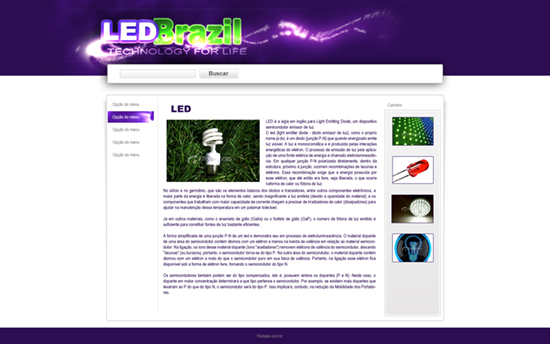 LEDBrazil
TECHNOLOGY FOR LIFE
Buscar
Opção do menu
Opção do menu
Opção do menu
Opção do menu
Opção do menu
LED
LED é a sigla em inglês para Light Emitting Diode, um dispositivo
semicondutor emissor de luz.
O led (light emitter diode - diodo emissor de luz), como o próprio
nome já diz, é um diodo (junção P-N) que quando energizado emite
luz visível. A luz é monocromática e é produzida pelas interações
energéticas do elétron. O processo de emissão de luz pela aplica-
ção de uma fonte elétrica de energia é chamado eletroluminescên-
cia. Em qualquer junção P-N polarizada diretamente, dentro da
estrutura, próximo à junção, ocorrem recombinações de lacunas e
elétrons. Essa recombinação exige que a energia possuída por
esse elétron, que até então era livre, seja liberada, o que ocorre
na forma de calor ou fótons de luz.
No silício e no germânio, que são os elementos básicos dos diodos e transistores, entre outros componentes eletrônicos, a
maior parte da energia é liberada na forma de calor, sendo insignificante a luz emitida (devido a opacidade do material), e os
componentes que trabalham com maior capacidade de corrente chegam a precisar de irradiadores de calor (dissipadores) para
ajudar na manutenção dessa temperatura em um patamar tolerável.
Já em outros materiais, como o arsenieto de gálio (GaAs) ou o fosfeto de gálio (GaP), o número de fótons de luz emitido é
suficiente para constituir fontes de luz bastante eficientes.
A forma simplificada de uma junção P-N de um led e demonstra seu processo de eletroluminescência. O material dopante
de uma área do semicondutor contém átomos com um elétron a menos na banda de valência em relação ao material semicon-
dutor. Na ligação, os íons desse material dopante (íons "aceitadores") removem elétrons de valência do semicondutor, deixando
"lacunas" (ou buracos), portanto, o semicondutor torna-se do tipo P. Na outra área do semicondutor, o material dopante contém
átomos com um elétron a mais do que o semicondutor puro em sua faixa de valência. Portanto, na ligação esse elétron fica
disponível sob a forma de elétron livre, formando o semicondutor do tipo N.
Os semicondutores também podem ser do tipo compensados, isto é, possuem ambos os dopantes (P e N). Neste caso, o
dopante em maior concentração determinará a que tipo pertence o semicondutor. Por exemplo, se existem mais dopantes que
levariam ao P do que do tipo N, o semicondutor será do tipo P. Isso implicará, contudo, na redução da Mobilidade dos Portado-
res.